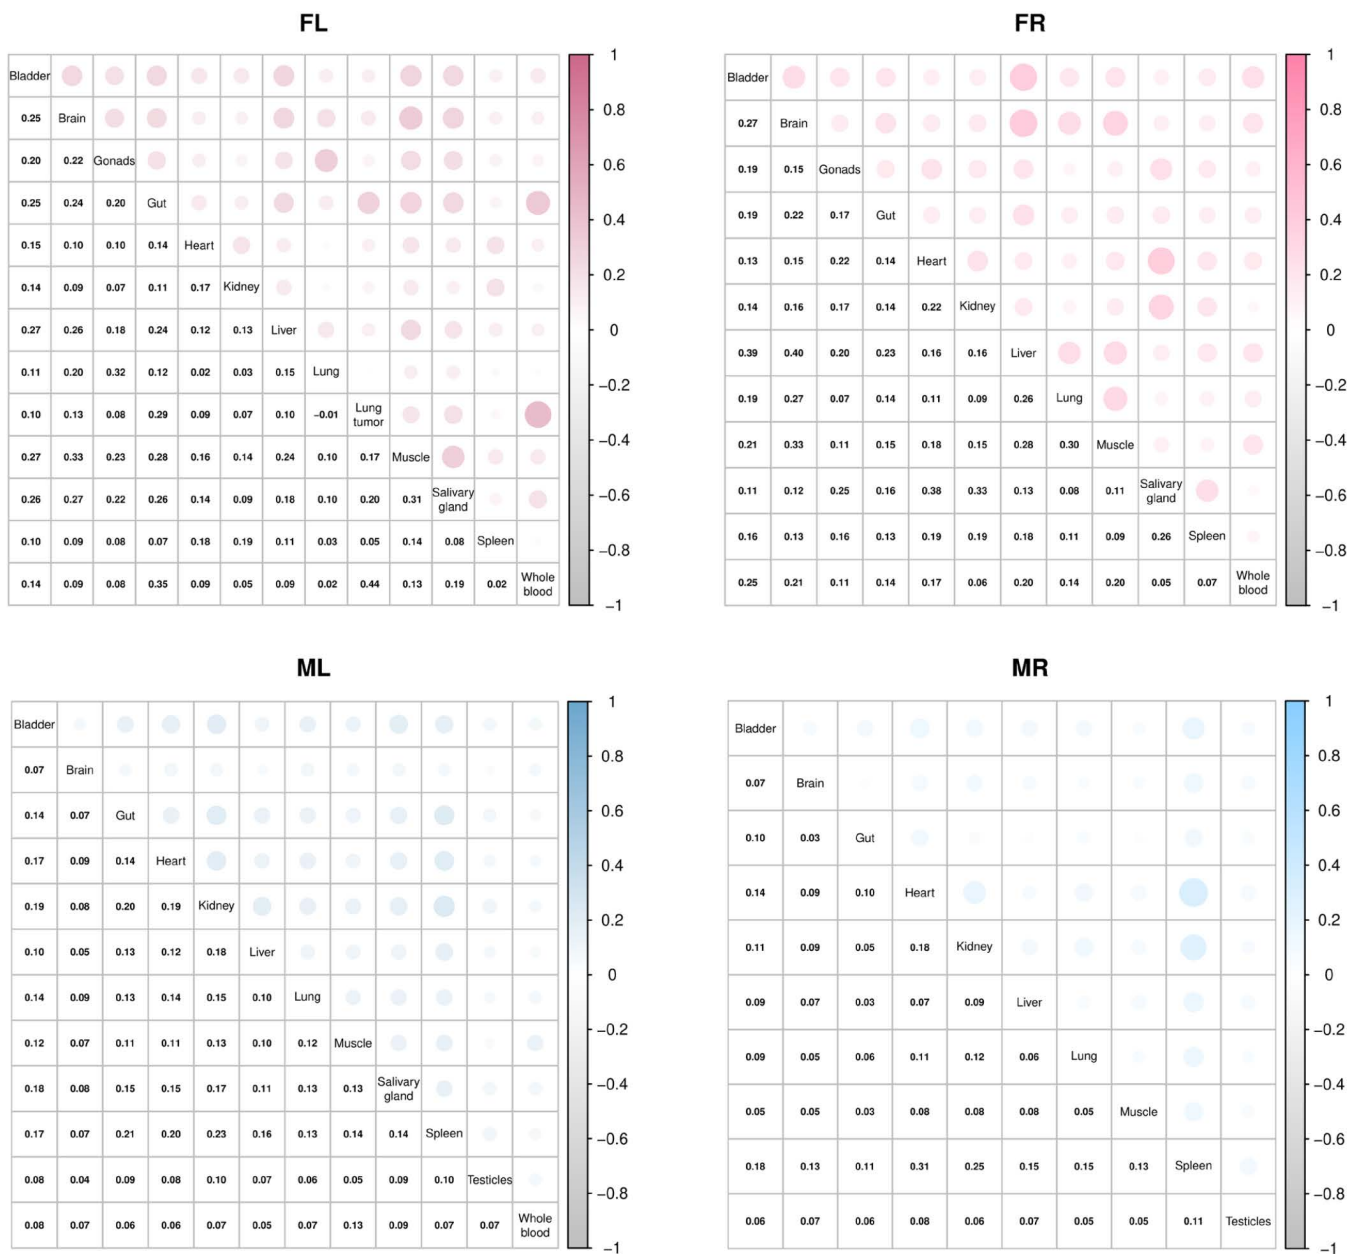 FL
Bladder
0.25 Brain
0.20 0.22 Gonads
0.25 0.24 0.20 Gut
0.15 0.10 0.10 0.14 Heart
0.14 0.09 0.07 0.11 0.17 Kidney
0.27 0.26 0.18 0.24 0.12 0.13 Liver
0.11 0.20 0.32 0.12 0.02 0.03 0.15 Lung
0.10 0.13 0.08 0.29 0.09 0.07 0.10 −0.01 Lung
tumor
0.27 0.33 0.23 0.28 0.16 0.14 0.24 0.10 0.17 Muscle
0.26 0.27 0.22 0.26 0.14 0.09 0.18 0.10 0.20 0.31 Salivary
gland
0.10 0.09 0.08 0.07 0.18 0.19 0.11 0.03 0.05 0.14 0.08 Spleen
0.14 0.09 0.08 0.35 0.09 0.05 0.09 0.02 0.44 0.13 0.19 0.02 Whole
blood
1
0.8
0.6
0.4
0.2
0
−0.2
−0.4
−0.6
−0.8
−1
FR
Bladder
0.27 Brain
0.19 0.15 Gonads
0.19 0.22 0.17 Gut
0.13 0.15 0.22 0.14 Heart
0.14 0.16 0.17 0.14 0.22 Kidney
0.39 0.40 0.20 0.23 0.16 0.16 Liver
0.19 0.27 0.07 0.14 0.11 0.09 0.26 Lung
0.21 0.33 0.11 0.15 0.18 0.15 0.28 0.30 Muscle
0.11 0.12 0.25 0.16 0.38 0.33 0.13 0.08 0.11 Salivary
gland
0.16 0.13 0.16 0.13 0.19 0.19 0.18 0.11 0.09 0.26 Spleen
0.25 0.21 0.11 0.14 0.17 0.06 0.20 0.14 0.20 0.05 0.07 Whole
blood
1
0.8
0.6
0.4
0.2
0
−0.2
−0.4
−0.6
−0.8
−1
ML
Bladder
0.07 Brain
0.14 0.07 Gut
0.17 0.09 0.14 Heart
0.19 0.08 0.20 0.19 Kidney
0.10 0.05 0.13 0.12 0.18 Liver
0.14 0.09 0.13 0.14 0.15 0.10 Lung
0.12 0.07 0.11 0.11 0.13 0.10 0.12 Muscle
0.18 0.08 0.15 0.15 0.17 0.11 0.13 0.13 Salivary
gland
0.17 0.07 0.21 0.20 0.23 0.16 0.13 0.14 0.14 Spleen
0.08 0.04 0.09 0.08 0.10 0.07 0.06 0.05 0.09 0.10 Testicles
0.08 0.07 0.06 0.06 0.07 0.05 0.07 0.13 0.09 0.07 0.07 Whole
blood
1
0.8
0.6
0.4
0.2
0
−0.2
−0.4
−0.6
−0.8
−1
MR
Bladder
0.07 Brain
0.10 0.03 Gut
0.14 0.09 0.10 Heart
0.11 0.09 0.05 0.18 Kidney
0.09 0.07 0.03 0.07 0.09 Liver
0.09 0.05 0.06 0.11 0.12 0.06 Lung
0.05 0.05 0.03 0.08 0.08 0.08 0.05 Muscle
0.18 0.13 0.11 0.31 0.25 0.15 0.15 0.13 Spleen
0.06 0.07 0.06 0.08 0.06 0.07 0.05 0.05 0.11 Testicles
1
0.8
0.6
0.4
0.2
0
−0.2
−0.4
−0.6
−0.8
−1